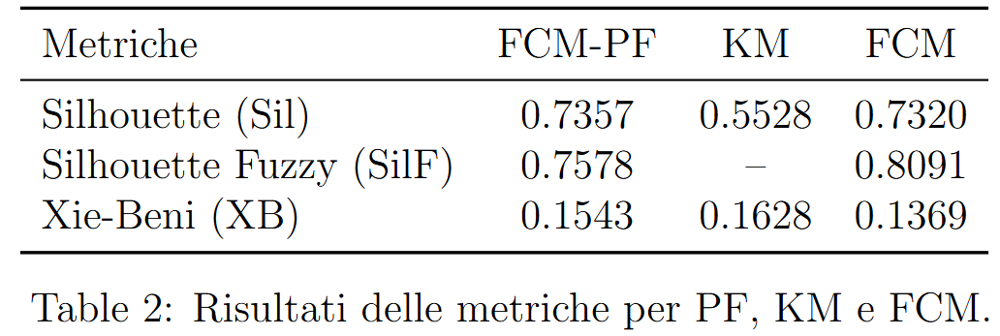 Metriche FCM-PF KM FCM
Silhouette (Sil) 0.7357 0.5528 0.7320
Silhouette Fuzzy (SilF) 0.7578 – 0.8091
Xie-Beni (XB) 0.1543 0.1628 0.1369
Table 2: Risultati delle metriche per PF, KM e FCM.